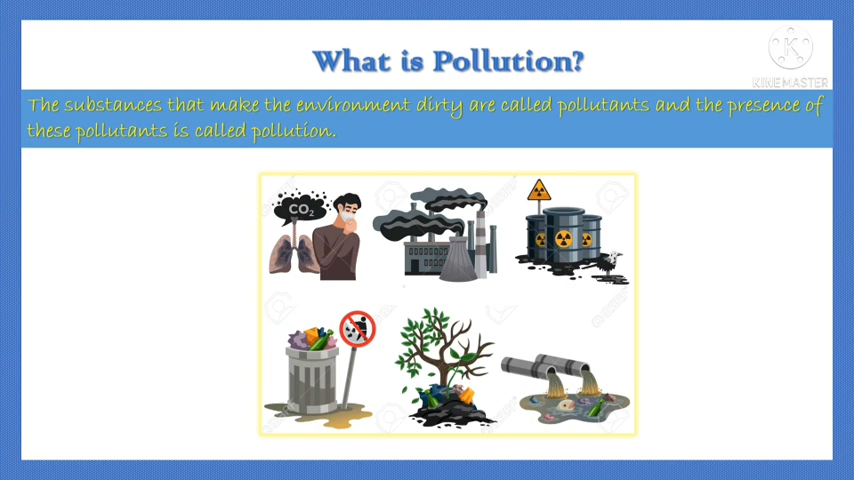 What is Pollution?
KINEMASTER
The substances that make the environment dirty are called pollutants and the presence of
these pollutants is called pollution.
CO2